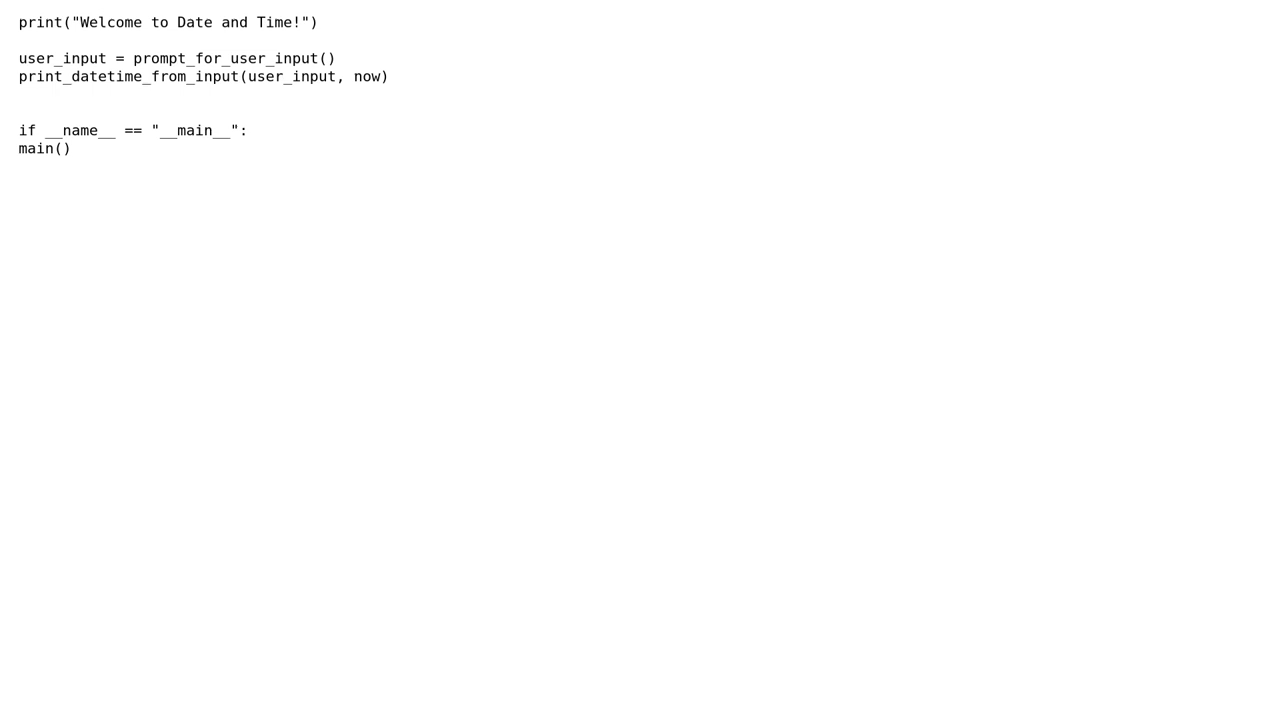 print("Welcome to Date and Time!")
user_input = prompt_for_user_input()
print_datetime_from_input(user_input, now)
if __name__ == "__main__":
main()